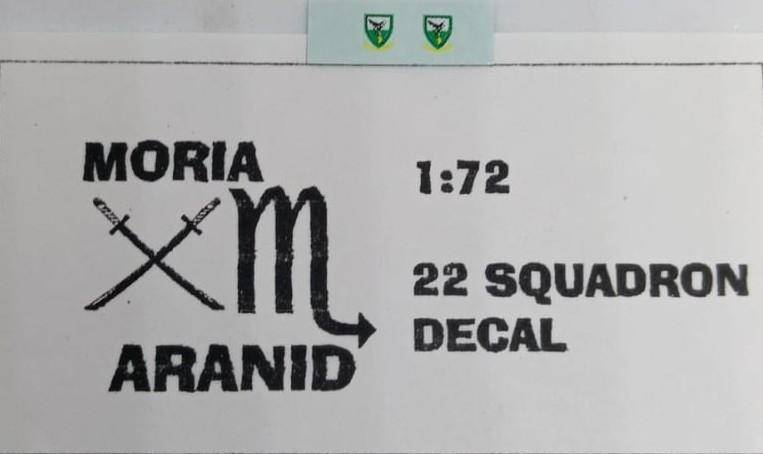 MORIA
ARANID
1:72
22 SQUADRON
DECAL